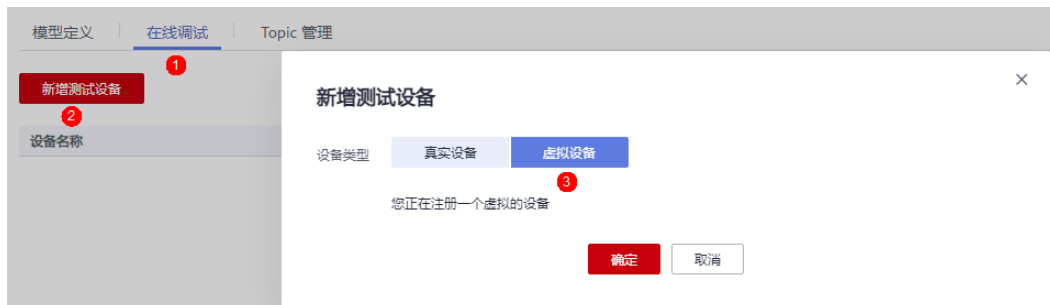 模型定义 在线调试 Topic 管理
1
新增测试设备
2
设备名称
新增测试设备
设备类型 真实设备 虚拟设备
3
您正在注册一个虚拟的设备
确定 取消